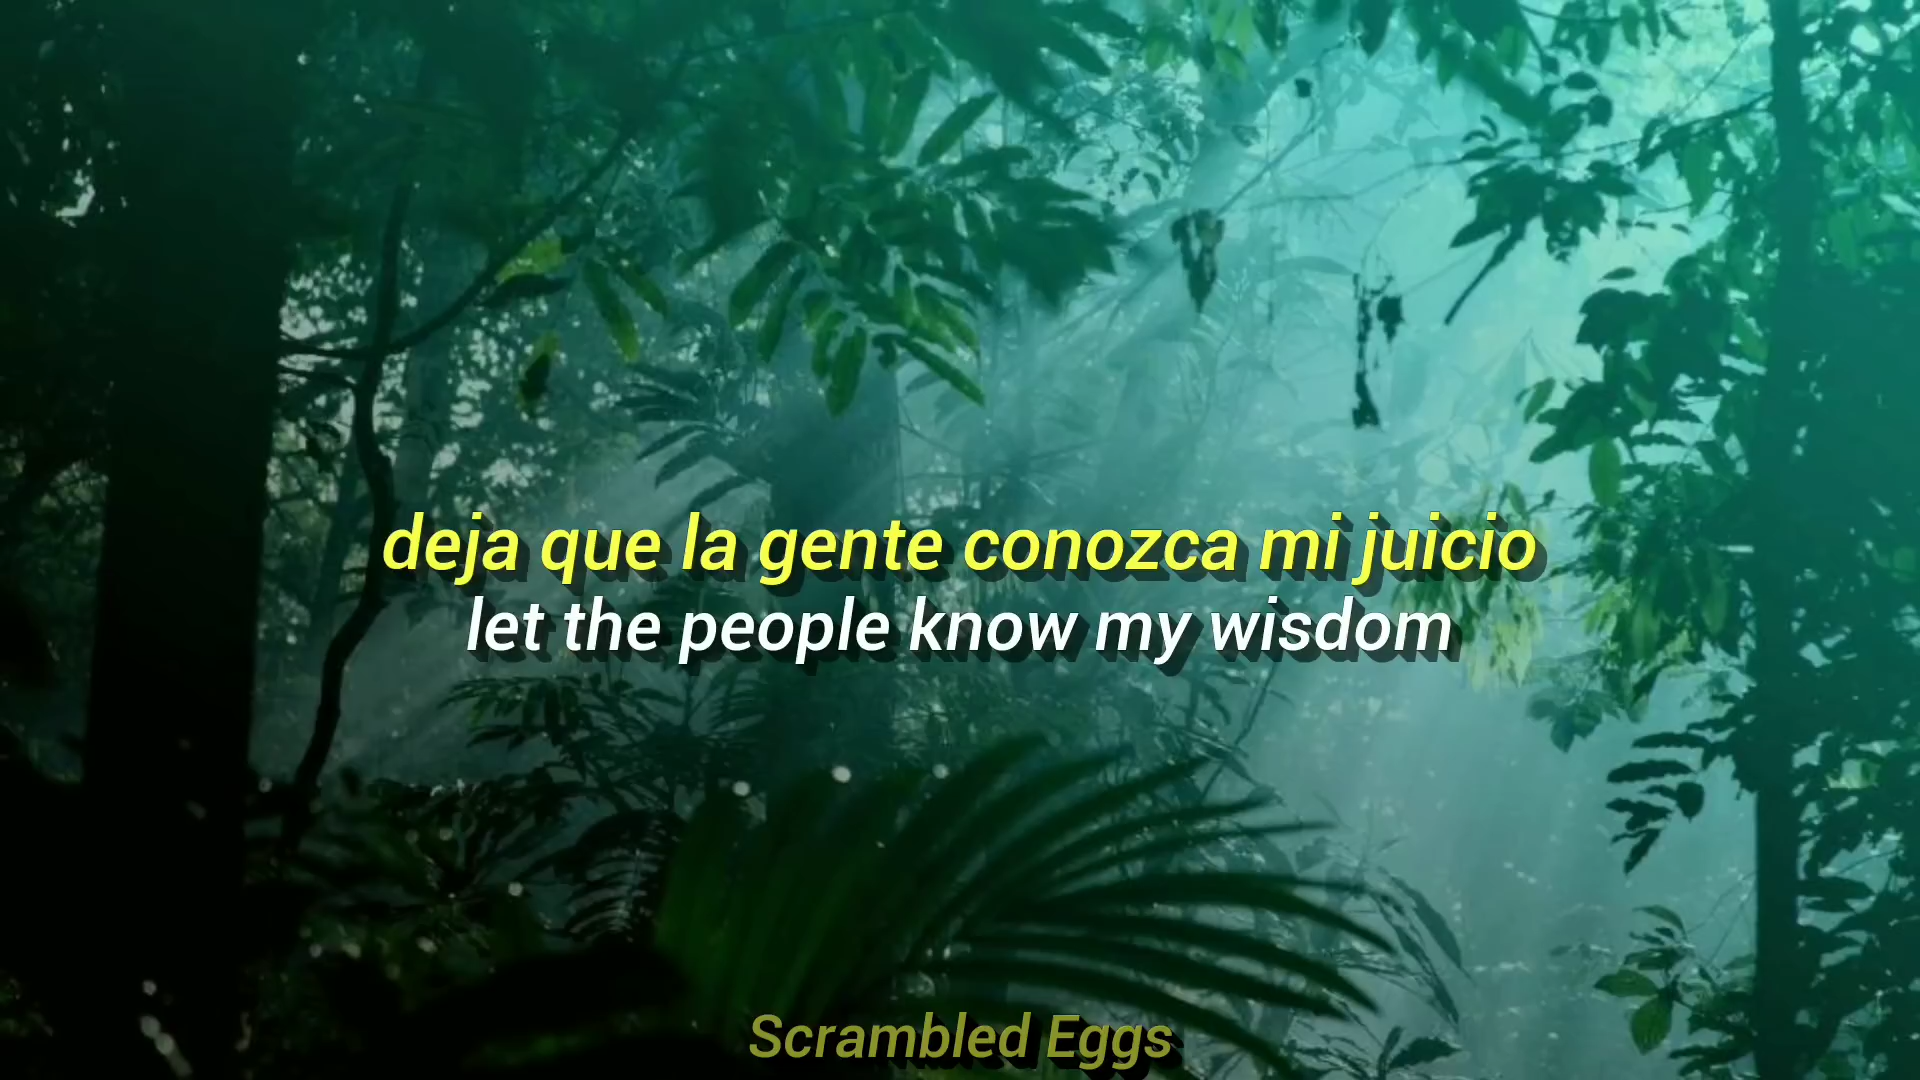 deja que la gente conozca mi juicio
let the people know my wisdom
Scrambled Eggs